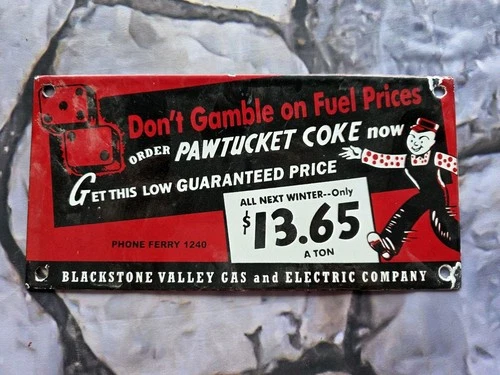 Don't Gamble on Fuel Prices
ORDER PAWTUCKET COKE now
GET THIS LOW GUARANTEED PRICE
ALL NEXT WINTER--Only
$13.65
A TON
PHONE FERRY 1240
BLACKSTONE VALLEY GAS and ELECTRIC COMPANY